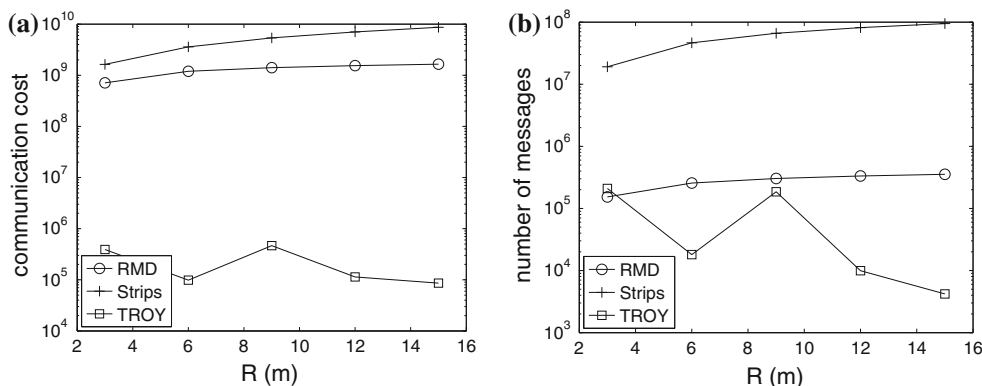 (a)
communication cost
10^10
10^9
10^8
10^7
10^6
10^5
10^4
RMD
Strips
TROY
2 4 6 8 10 12 14 16
R (m)
(b)
number of messages
10^8
10^7
10^6
10^5
10^4
10^3
RMD
Strips
TROY
2 4 6 8 10 12 14 16
R (m)